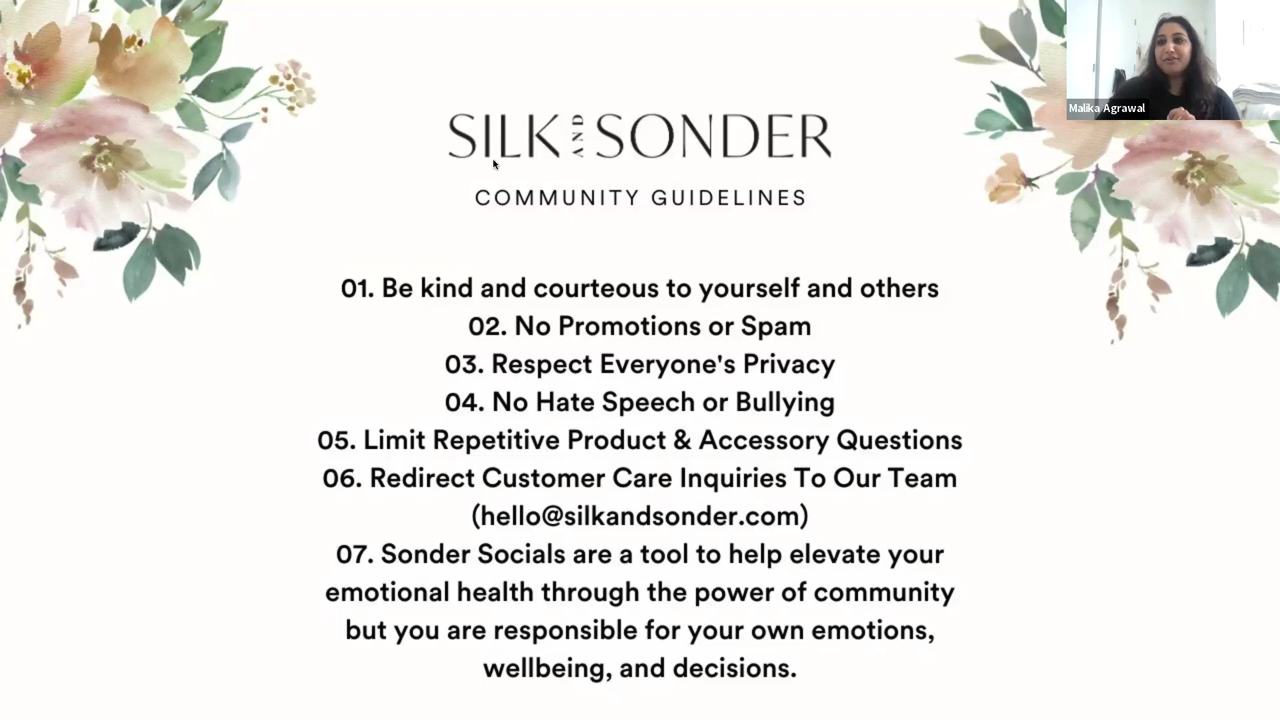 Malika Agrawal
SILK AND SONDER
COMMUNITY GUIDELINES
01. Be kind and courteous to yourself and others
02. No Promotions or Spam
03. Respect Everyone's Privacy
04. No Hate Speech or Bullying
05. Limit Repetitive Product & Accessory Questions
06. Redirect Customer Care Inquiries To Our Team
(hello@silkandsonder.com)
07. Sonder Socials are a tool to help elevate your
emotional health through the power of community
but you are responsible for your own emotions,
wellbeing, and decisions.